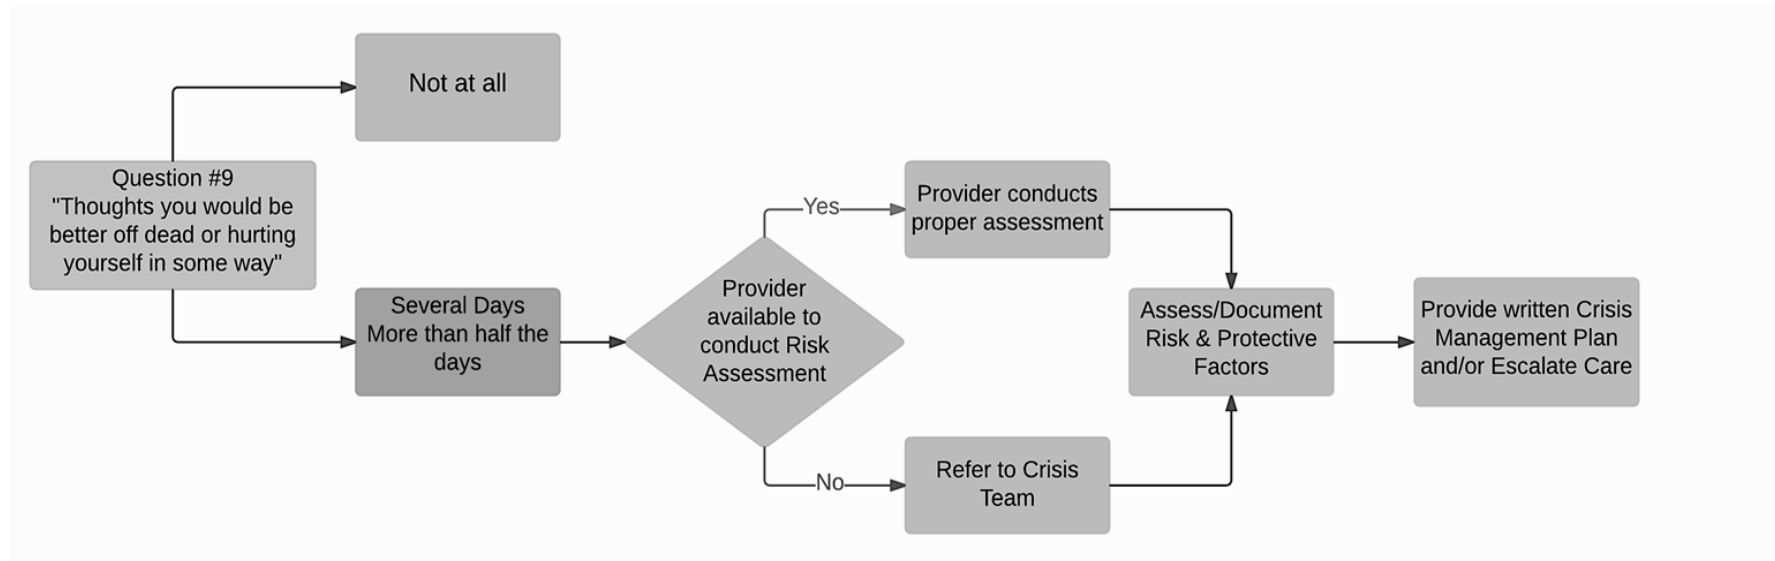 Not at all
Question #9
"Thoughts you would be
better off dead or hurting
yourself in some way"
Several Days
More than half the
days
Provider
available to
conduct Risk
Assessment
Yes
Provider conducts
proper assessment
No
Refer to Crisis
Team
Assess/Document
Risk & Protective
Factors
Provide written Crisis
Management Plan
and/or Escalate Care